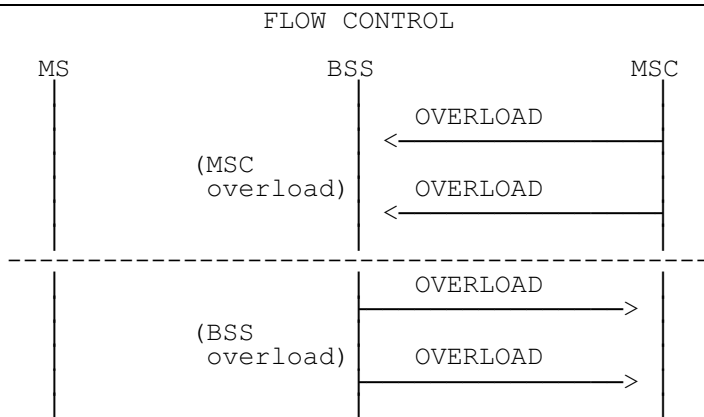 FLOW CONTROL
MS BSS MSC
OVERLOAD
(MSC
overload)
OVERLOAD
OVERLOAD
(BSS
overload)
OVERLOAD